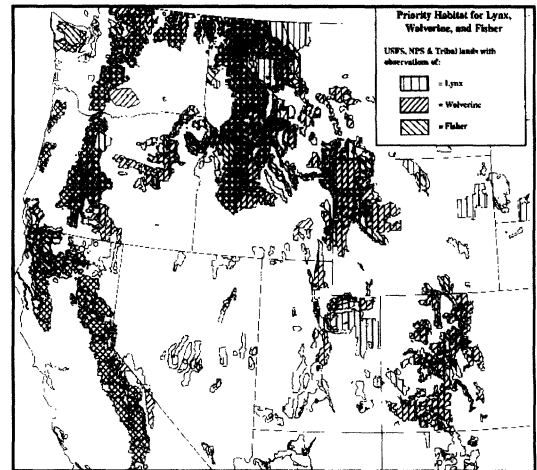 Priority Habitat for Lynx,
Wolverine, and Fisher
USFS, NPS & Tribal lands with
observations of:
= Lynx
= Wolverine
= Fisher